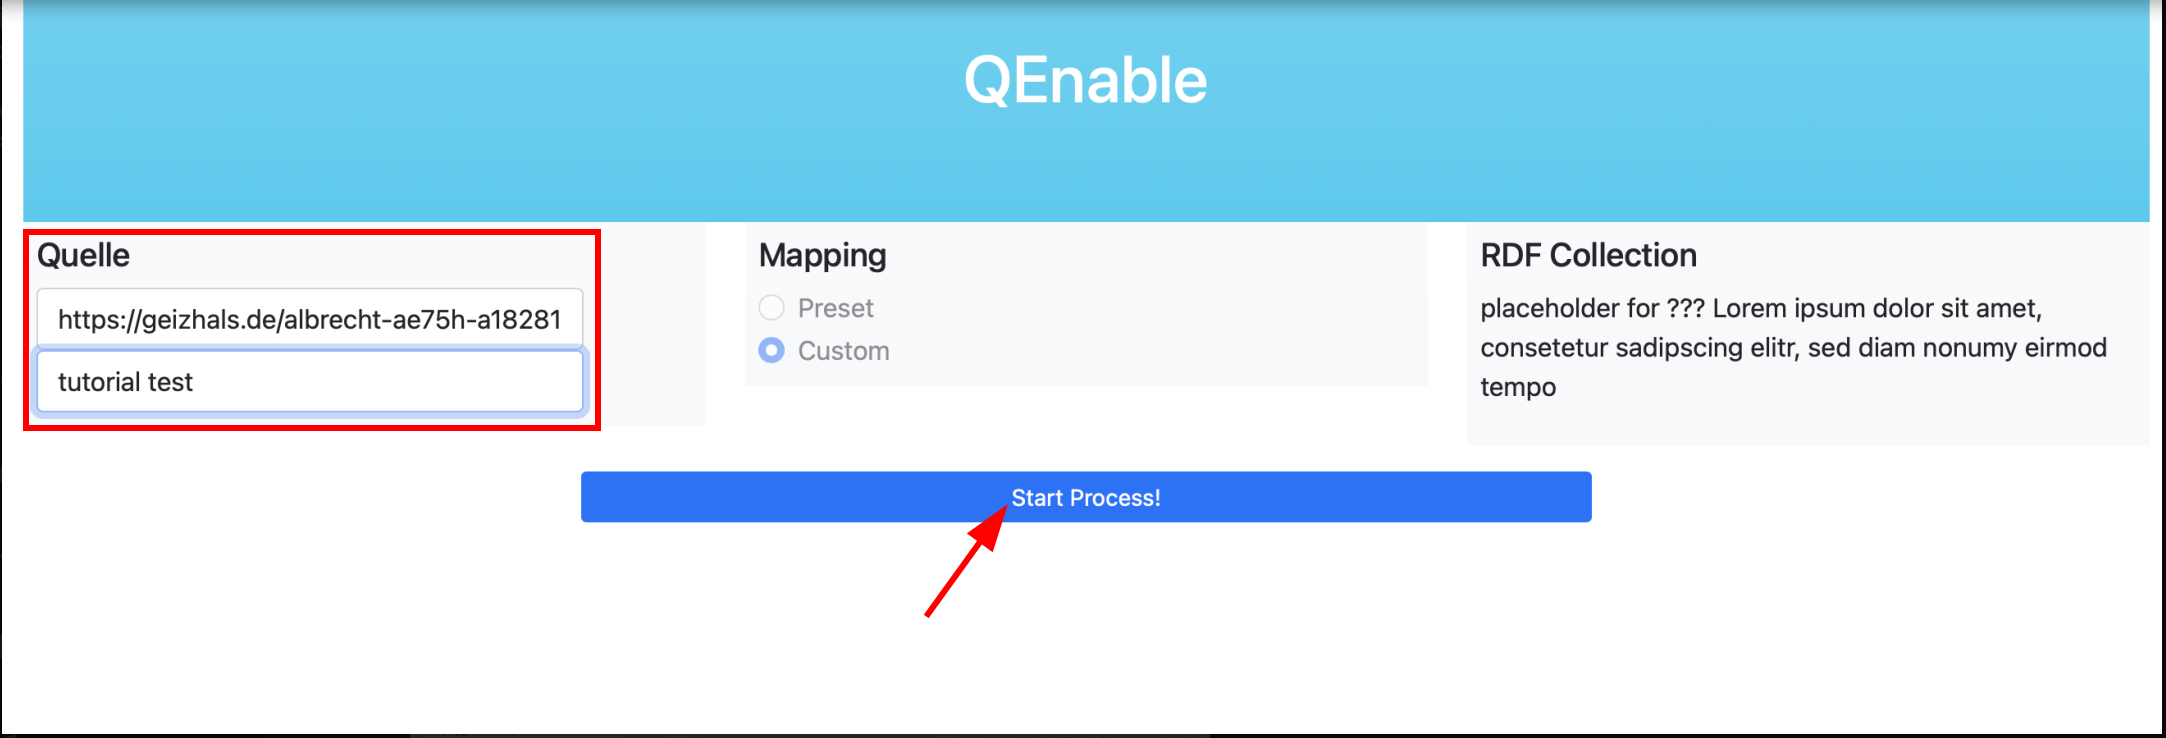 QEnable
Quelle
https://geizhals.de/albrecht-ae75h-a18281
tutorial test
Mapping
Preset
Custom
RDF Collection
placeholder for ??? Lorem ipsum dolor sit amet,
consetetur sadipscing elitr, sed diam nonumy eirmod
tempo
Start Process!